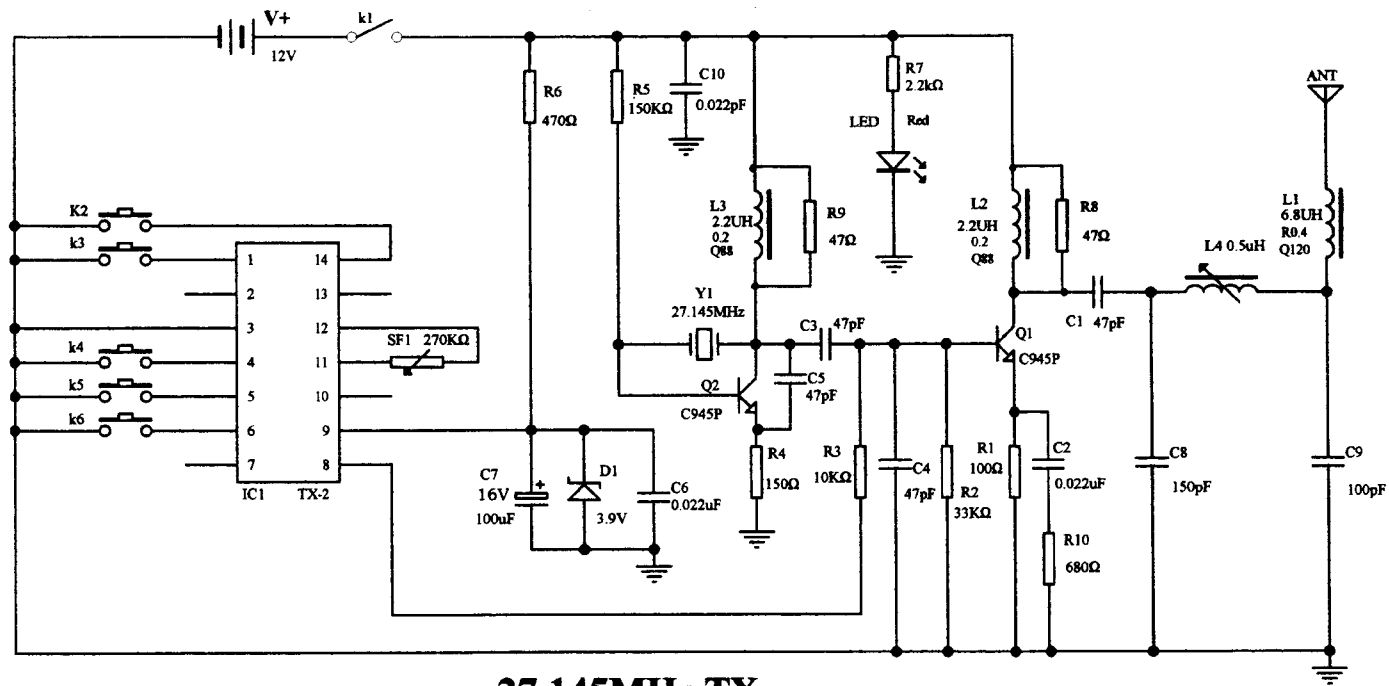 V+
12V
k1
R6
470Ω
R5
150KΩ
C10
0.022pF
R7
2.2kΩ
LED Red
ANT
L3
2.2UH
0.2
Q88
R9
47Ω
L2
2.2UH
0.2
Q88
R8
47Ω
L1
6.8UH
R0.4
Q120
L4 0.5uH
K2
k3
k4
k5
k6
1
2
3
4
5
6
7
14
13
12
11
10
9
8
IC1 TX-2
SF1 270KΩ
Y1
27.145MHz
C3 47pF
C5
47pF
Q2
C945P
Q1
C945P
C1 47pF
C7
16V
100uF
+
D1
3.9V
C6
0.022uF
R4
150Ω
R3
10KΩ
C4
47pF
R2
33KΩ
R1
100Ω
C2
0.022uF
R10
680Ω
C8
150pF
C9
100pF